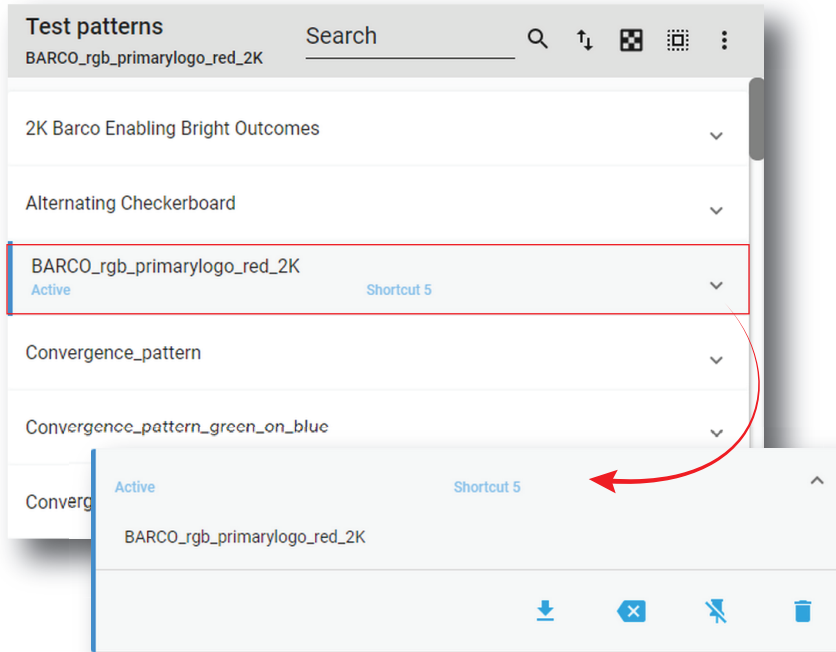 Test patterns
BARCO_rgb_primarylogo_red_2K
Search
2K Barco Enabling Bright Outcomes
Alternating Checkerboard
BARCO_rgb_primarylogo_red_2K
Active Shortcut 5
Convergence_pattern
Convergence_pattern_green_on_blue
Converg
Active Shortcut 5
BARCO_rgb_primarylogo_red_2K